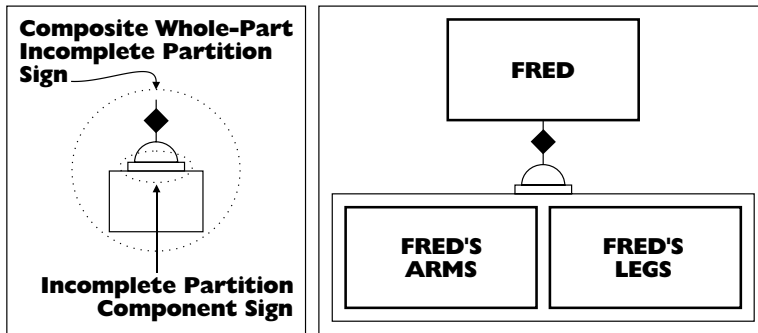 Composite Whole-Part
Incomplete Partition
Sign
Incomplete Partition
Component Sign
FRED
FRED'S
ARMS
FRED'S
LEGS